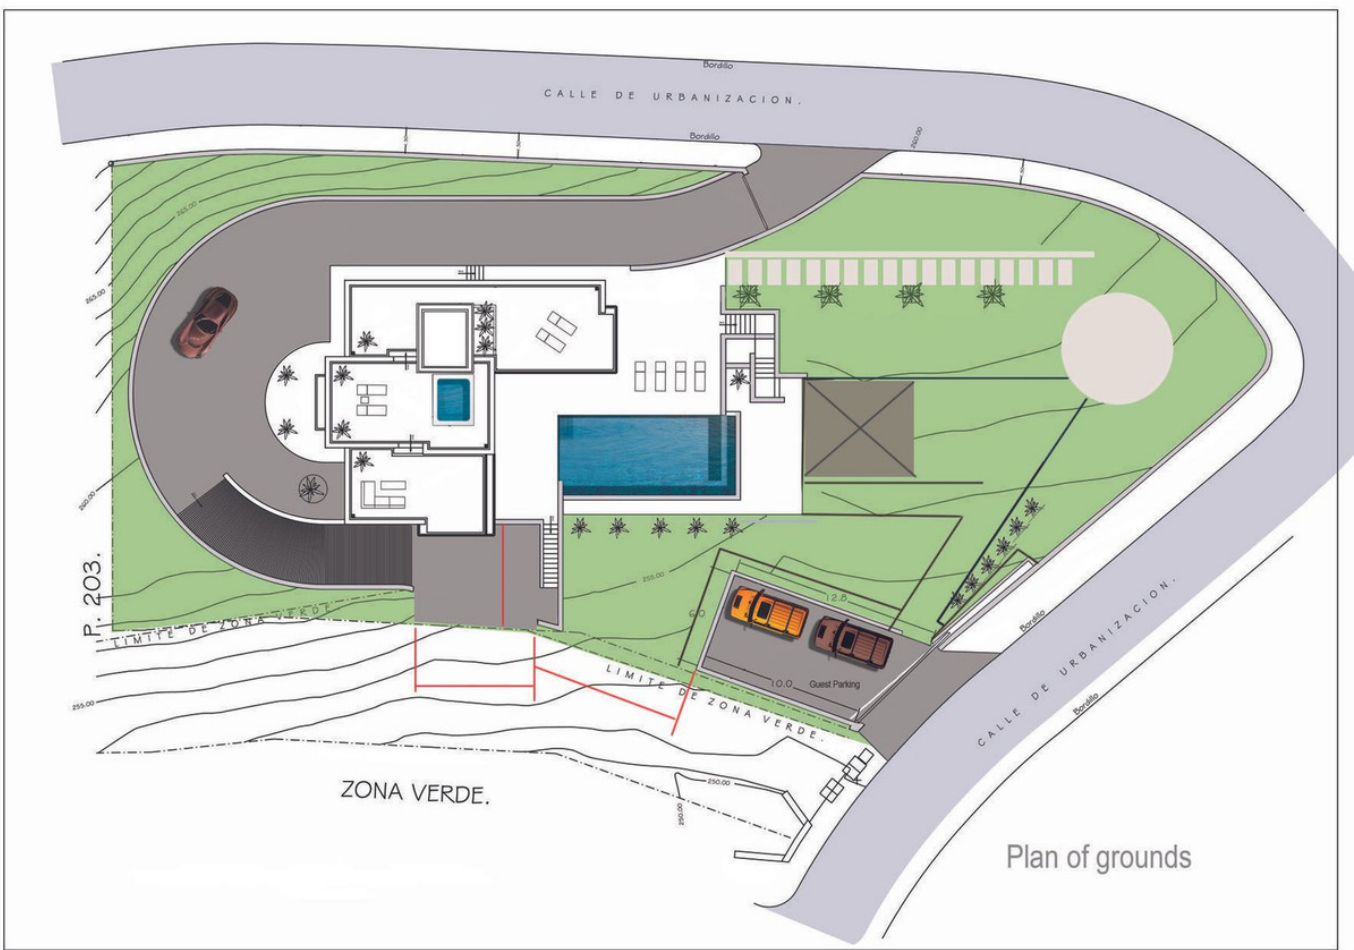 Bordillo
CALLE DE URBANIZACION.
Bordillo
260.00
265.00
265.00
260.00
P. 203.
LIMITE DE ZONA VERDE.
255.00
255.00
6.0
12.8
10.0
Guest Parking
LIMITE DE ZONA VERDE.
Bordillo
CALLE DE URBANIZACION.
Bordillo
250.00
250.00
ZONA VERDE.
Plan of grounds